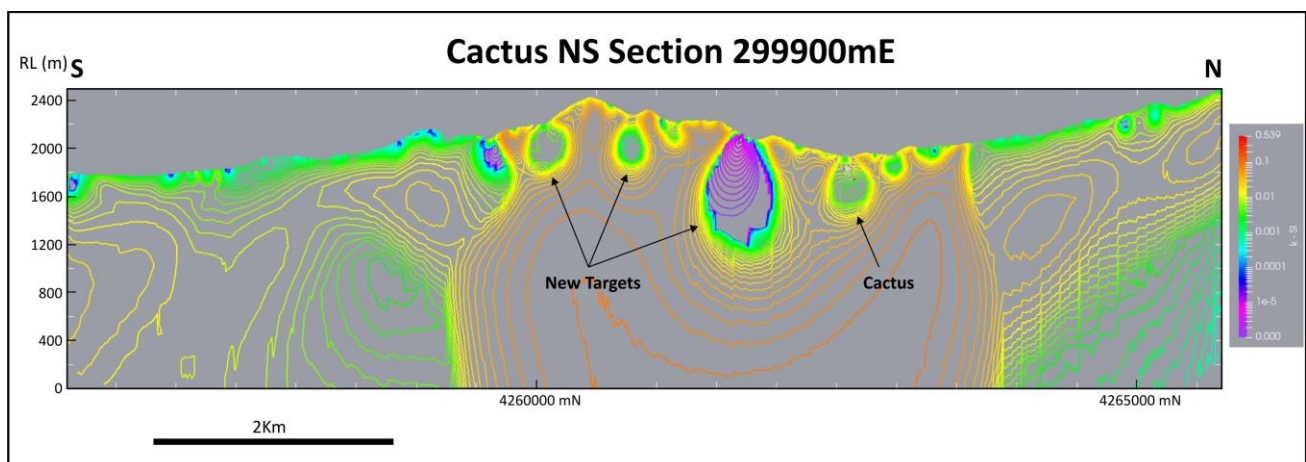 Cactus NS Section 299900mE
RL (m)
S
N
2400
2000
1600
1200
800
400
0
0.539
0.1
0.01
0.001
0.0001
1e-5
0.000
k - SI
New Targets
Cactus
4260000 mN
4265000 mN
2Km